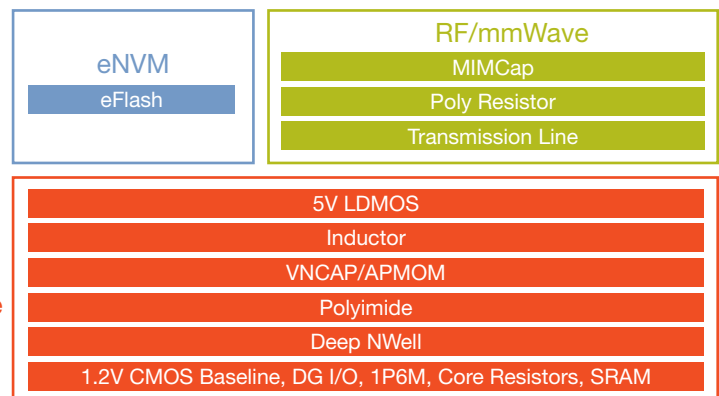 eNVM
eFlash
RF/mmWave
MIMCap
Poly Resistor
Transmission Line
5V LDMOS
Inductor
VNCAP/APMOM
Polyimide
Deep NWell
1.2V CMOS Baseline, DG I/O, 1P6M, Core Resistors, SRAM